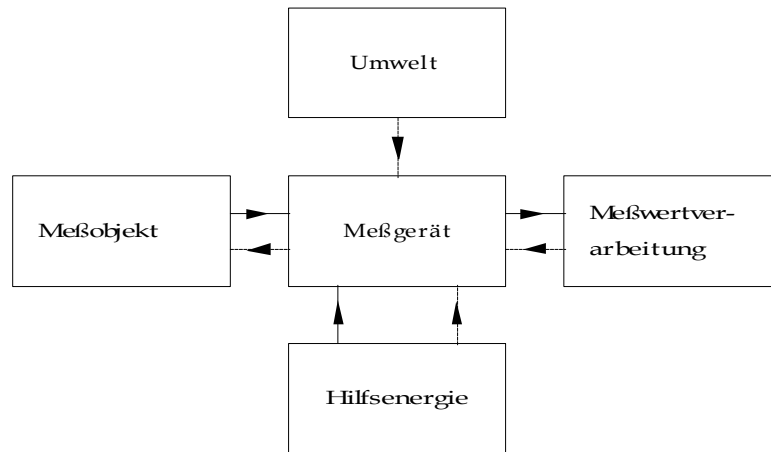 Umwelt
Meßobjekt
Meßgerät
Meßwertver-
arbeitung
Hilfsenergie